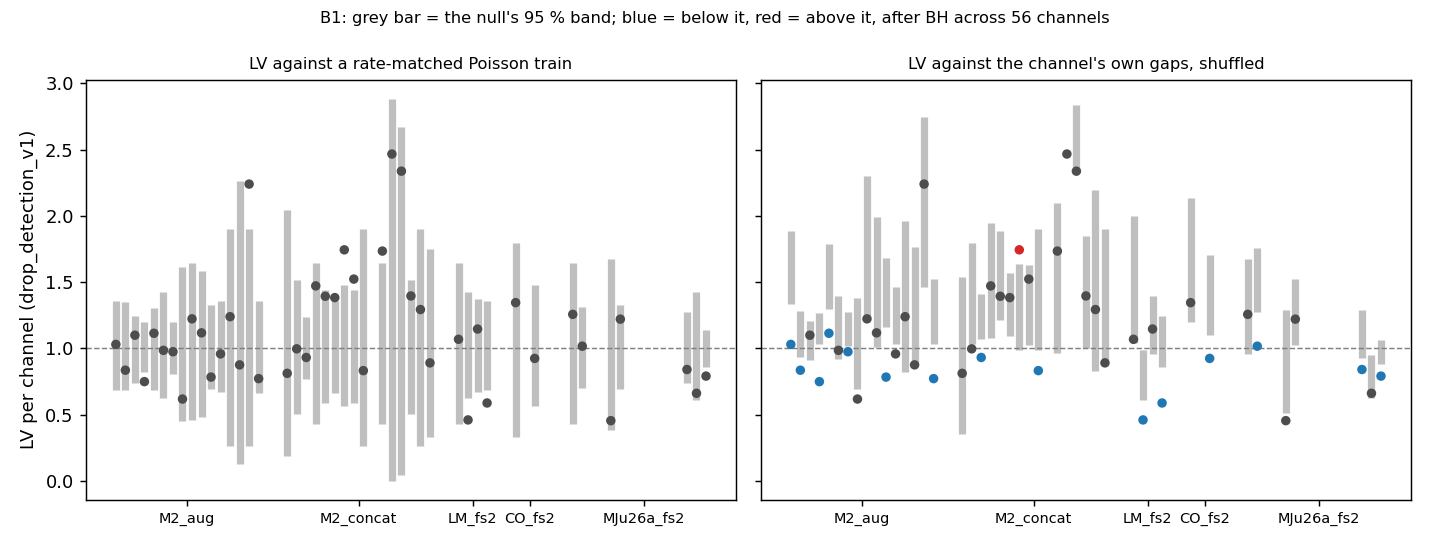 B1: grey bar = the null's 95 % band; blue = below it, red = above it, after BH across 56 channels
LV against a rate-matched Poisson train
LV against the channel's own gaps, shuffled
LV per channel (drop_detection_v1)
3.0
2.5
2.0
1.5
1.0
0.5
0.0
M2_aug
M2_concat
LM_fs2
CO_fs2
MJu26a_fs2
M2_aug
M2_concat
LM_fs2
CO_fs2
MJu26a_fs2